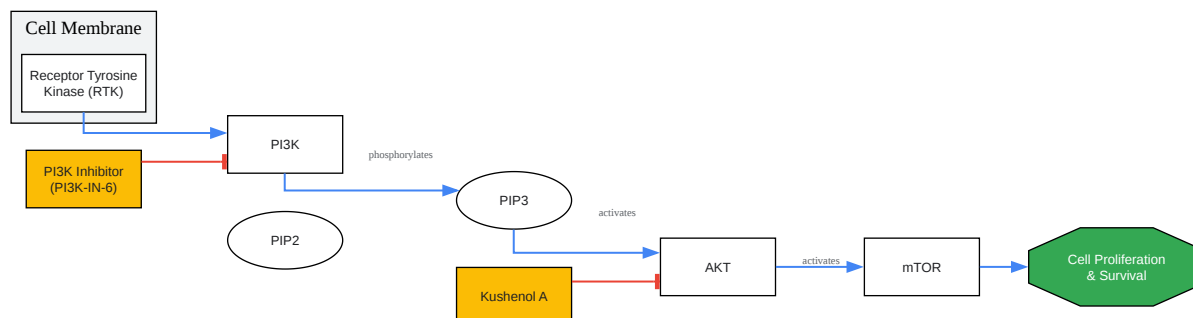 Cell Membrane
Receptor Tyrosine
Kinase (RTK)
PI3K Inhibitor
(PI3K-IN-6)
PI3K
phosphorylates
PIP2
PIP3
activates
Kushenol A
AKT
activates
mTOR
Cell Proliferation
& Survival